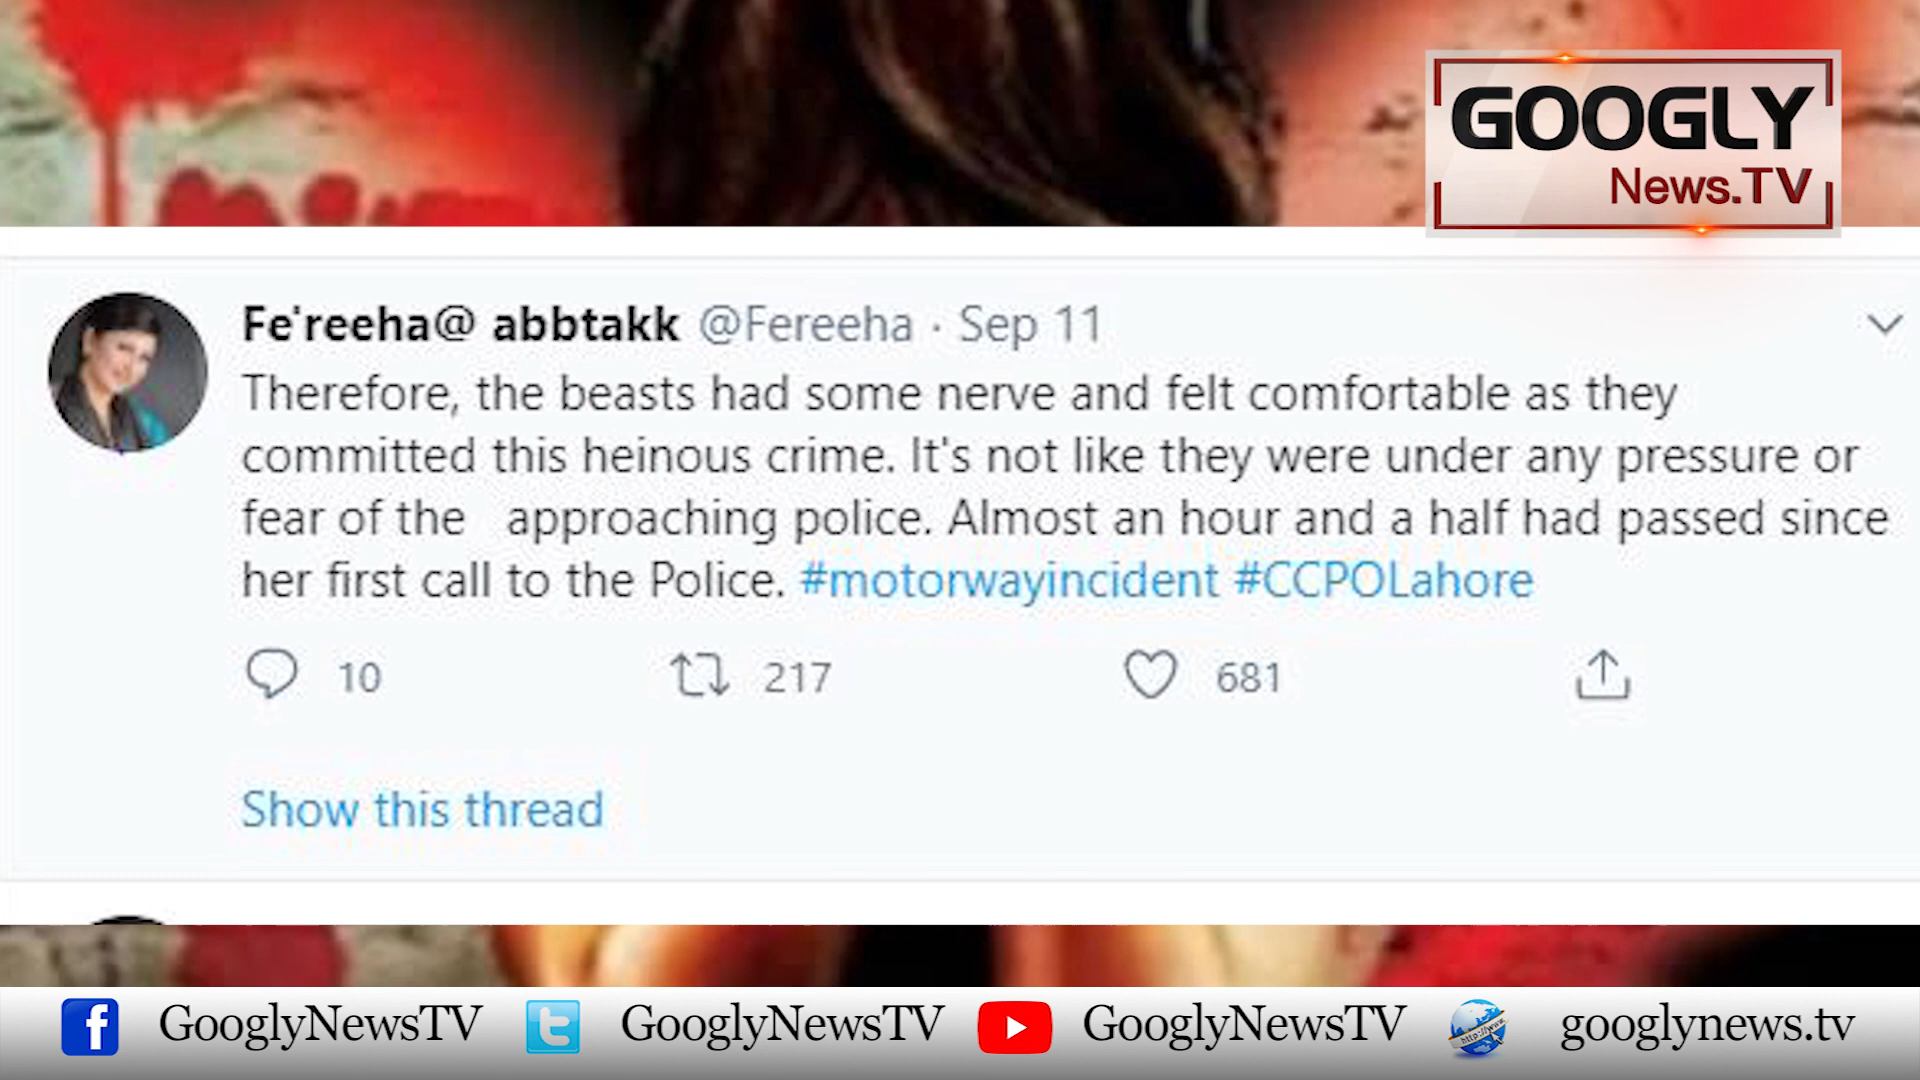 GOOGLY
News.TV
Fe'reeha@ abbtakk @Fereeha · Sep 11
Therefore, the beasts had some nerve and felt comfortable as they
committed this heinous crime. It's not like they were under any pressure or
fear of the approaching police. Almost an hour and a half had passed since
her first call to the Police. #motorwayincident #CCPOLahore
10 217 681
Show this thread
GooglyNewsTV GooglyNewsTV GooglyNewsTV http://www. googlynews.tv